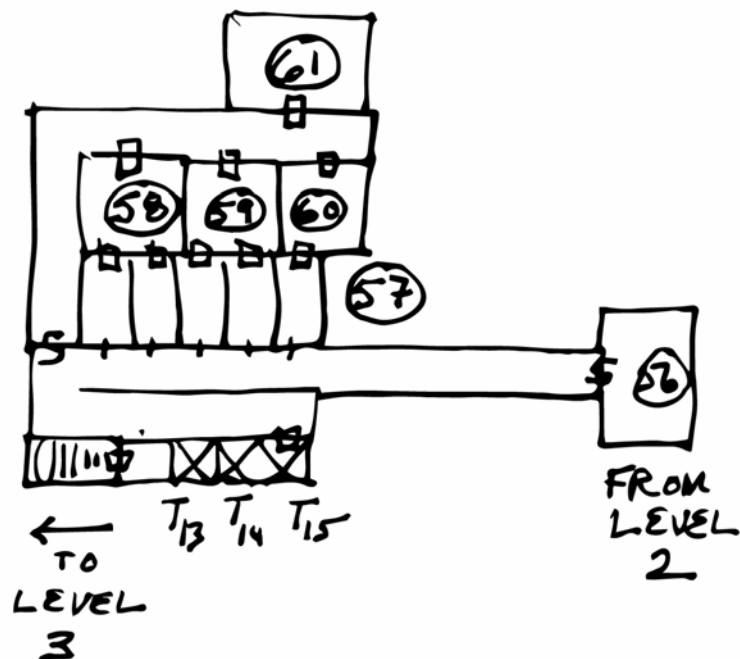 61
58 59 60
57
S
S 56
T13 T14 T15
FROM
LEVEL
2
TO
LEVEL
3